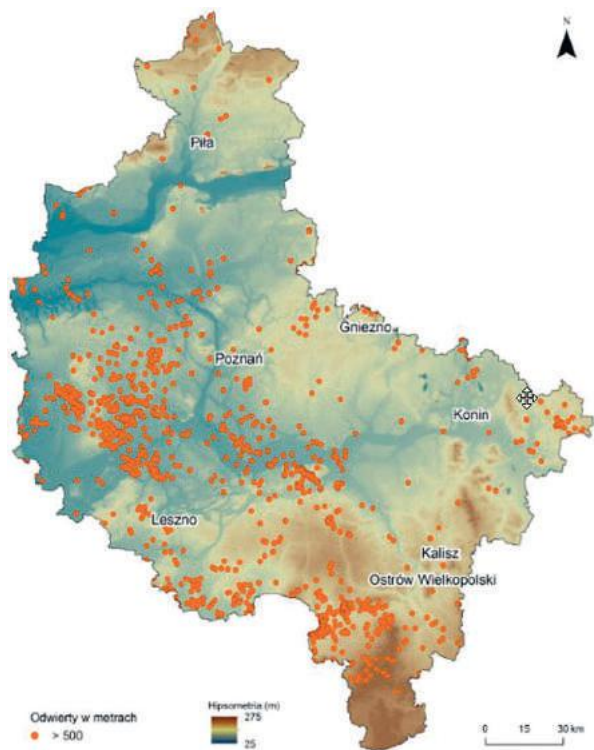 N
Piła
Gniezno
Poznań
Konin
Leszno
Kalisz
Ostrów Wielkopolski
Odwierty w metrach
> 500
Hipsometria (m)
275
25
0 15 30 km